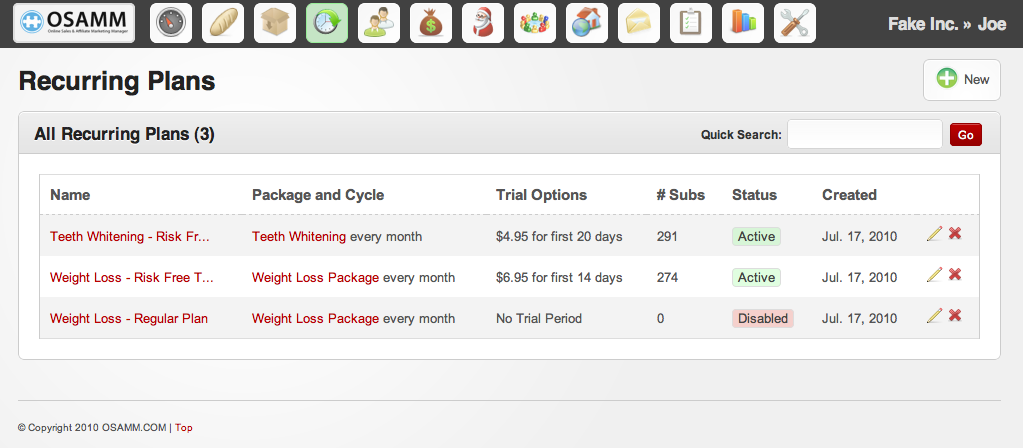 OSAMM
Online Sales & Affiliate Marketing Manager
Fake Inc. » Joe
Recurring Plans
New
All Recurring Plans (3)
Quick Search: Go
Name Package and Cycle Trial Options # Subs Status Created
Teeth Whitening - Risk Fr... Teeth Whitening every month $4.95 for first 20 days 291 Active Jul. 17, 2010
Weight Loss - Risk Free T... Weight Loss Package every month $6.95 for first 14 days 274 Active Jul. 17, 2010
Weight Loss - Regular Plan Weight Loss Package every month No Trial Period 0 Disabled Jul. 17, 2010
© Copyright 2010 OSAMM.COM | Top